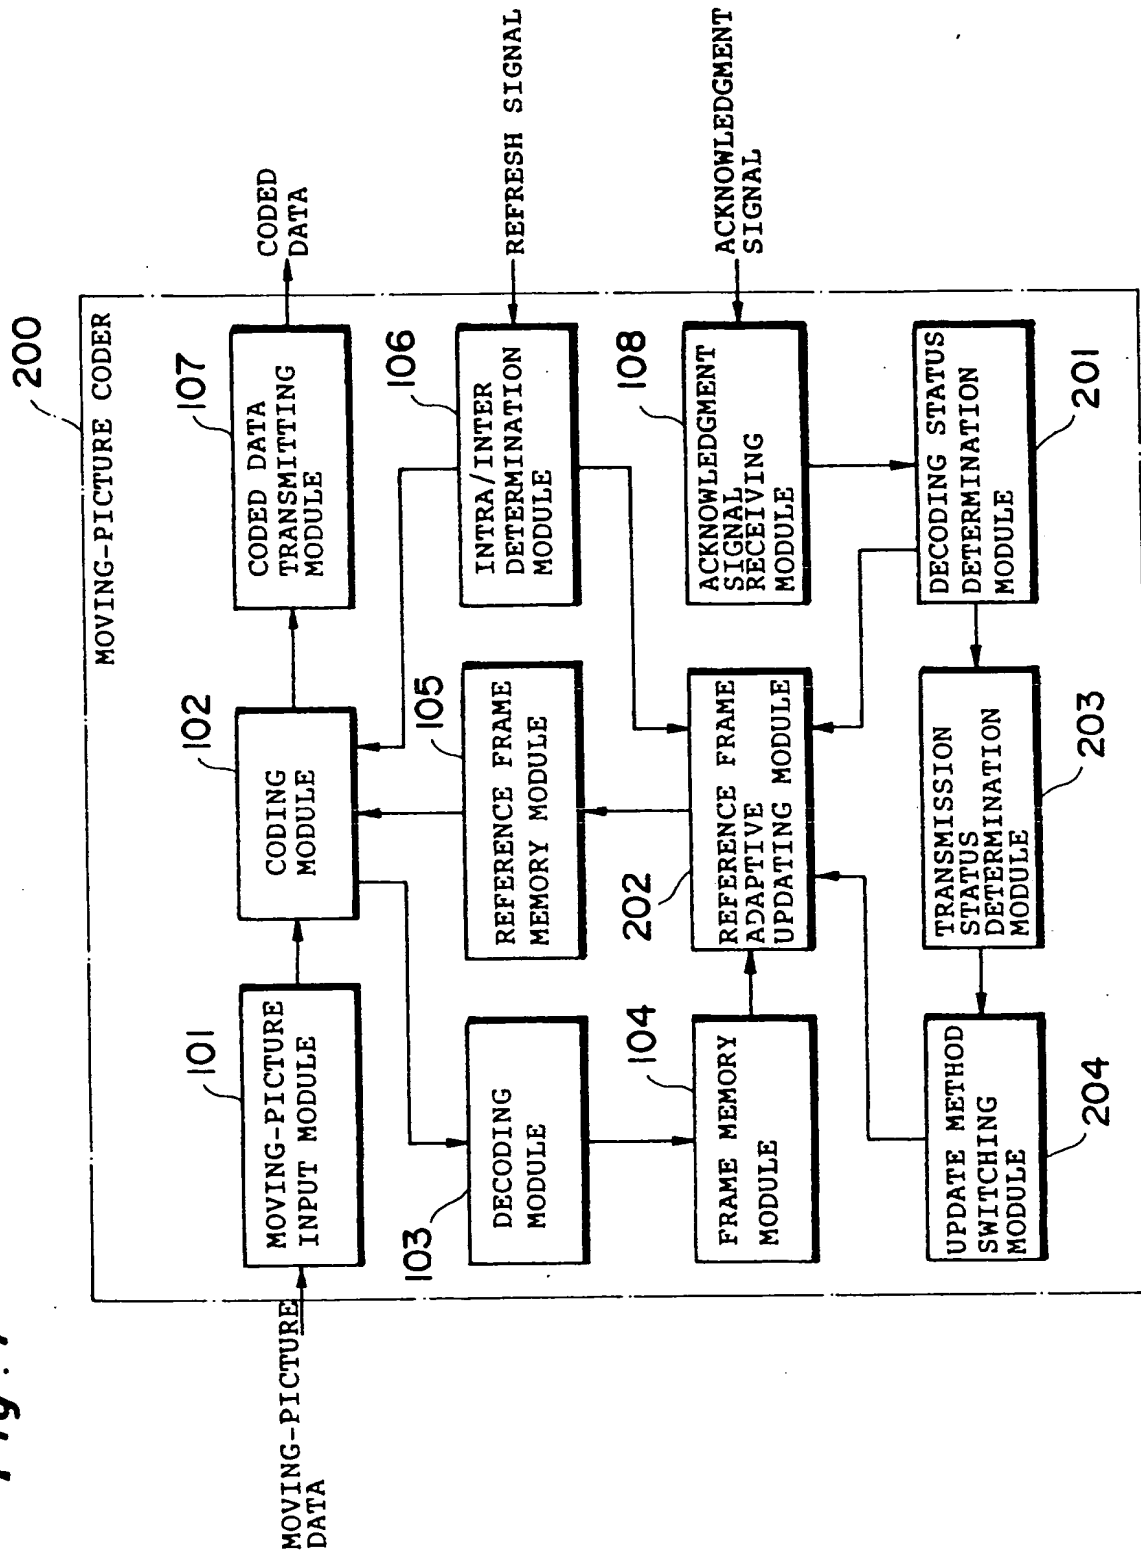 Fig. 7
200
MOVING-PICTURE CODER
MOVING-PICTURE
DATA
101
MOVING-PICTURE
INPUT MODULE
102
CODING
MODULE
107
CODED DATA
TRANSMITTING
MODULE
CODED
DATA
103
DECODING
MODULE
105
REFERENCE FRAME
MEMORY MODULE
106
INTRA/INTER
DETERMINATION
MODULE
REFRESH SIGNAL
104
FRAME MEMORY
MODULE
202
REFERENCE FRAME
ADAPTIVE
UPDATING MODULE
108
ACKNOWLEDGMENT
SIGNAL
RECEIVING
MODULE
ACKNOWLEDGMENT
SIGNAL
UPDATE METHOD
SWITCHING
MODULE
204
TRANSMISSION
STATUS
DETERMINATION
MODULE
203
DECODING STATUS
DETERMINATION
MODULE
201